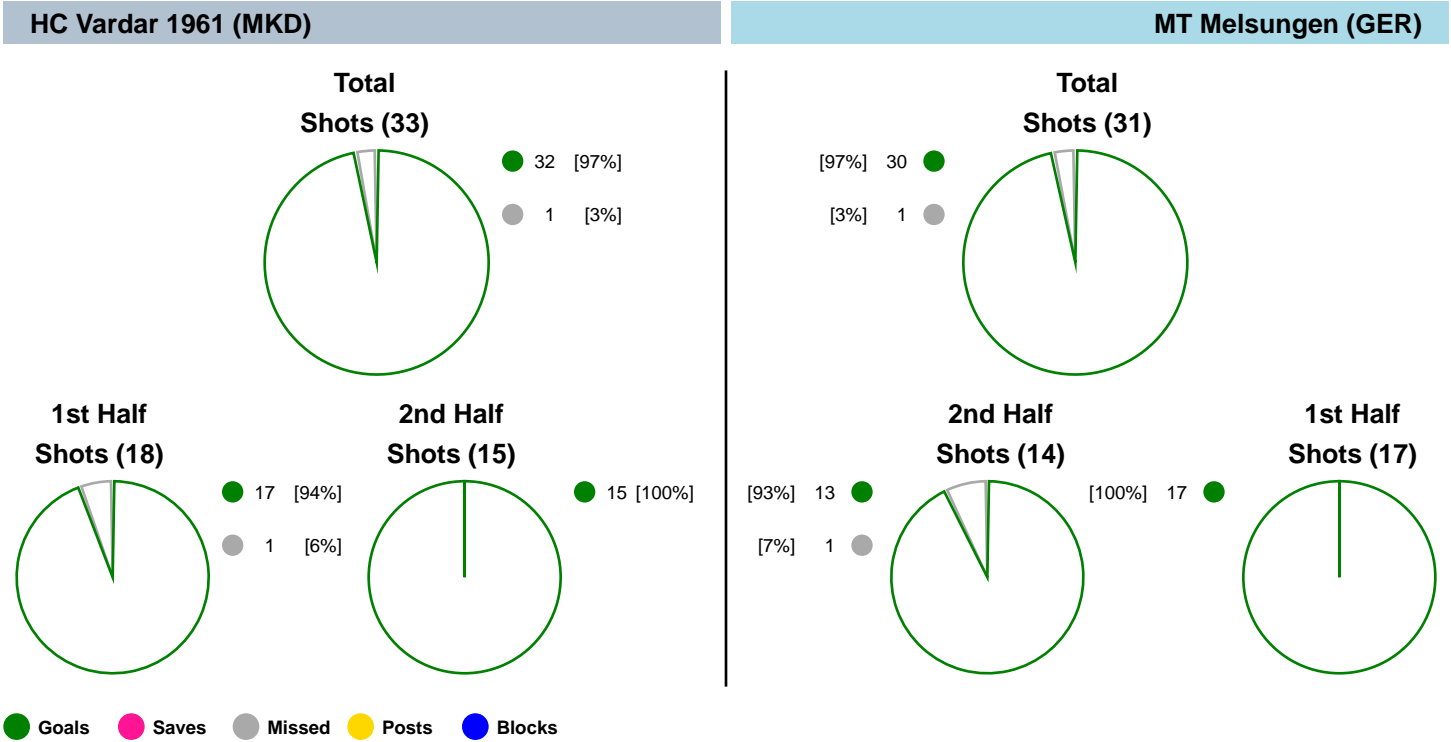 HC Vardar 1961 (MKD)
MT Melsungen (GER)
Total
Shots (33)
32 [97%]
1 [3%]
Total
Shots (31)
[97%] 30
[3%] 1
1st Half
Shots (18)
17 [94%]
1 [6%]
2nd Half
Shots (15)
15 [100%]
2nd Half
Shots (14)
[93%] 13
[7%] 1
1st Half
Shots (17)
[100%] 17
Goals Saves Missed Posts Blocks